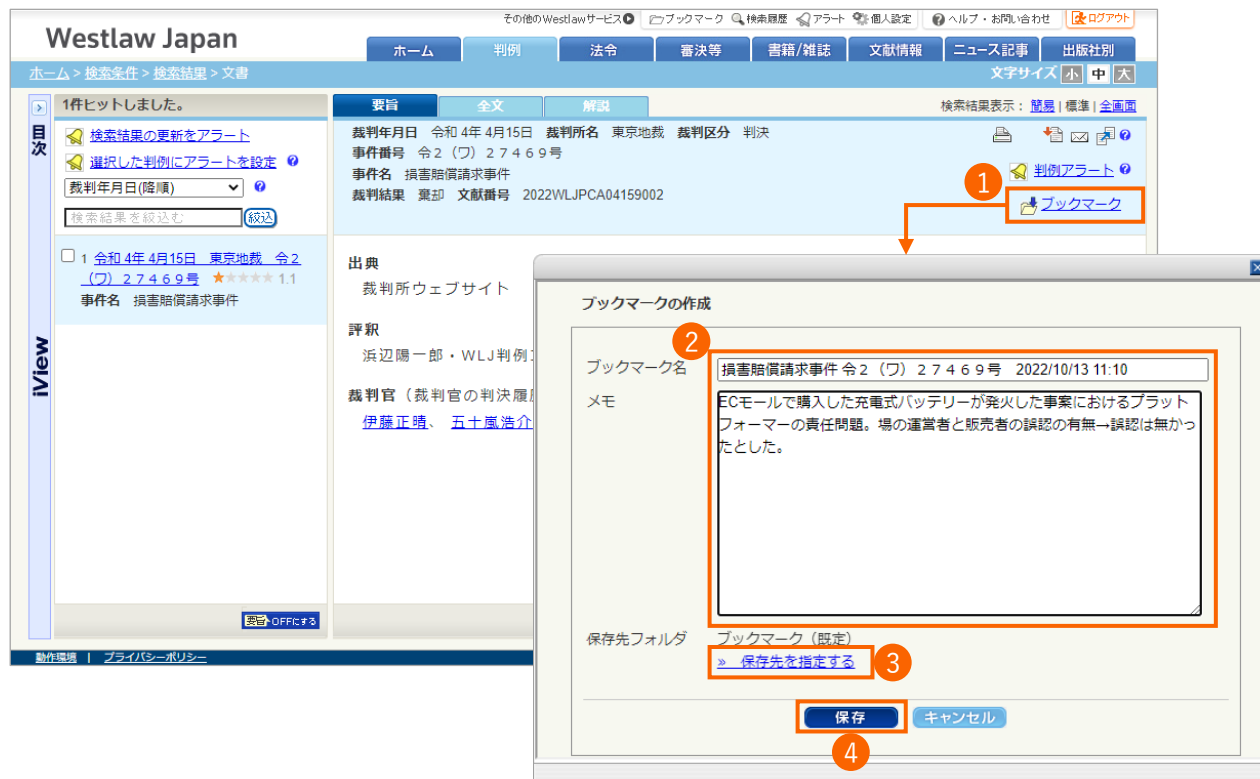 その他のWestlawサービス
ブックマーク 検索履歴 アラート 個人設定 ヘルプ・お問い合わせ ログアウト
Westlaw Japan
ホーム 判例 法令 審決等 書籍/雑誌 文献情報 ニュース記事 出版社別
ホーム > 検索条件 > 検索結果 > 文書
文字サイズ 小 中 大
目次
iView
1件ヒットしました。
検索結果の更新をアラート
選択した判例にアラートを設定
裁判年月日(降順)
検索結果を絞込む 絞込
1 令和 4年 4月15日 東京地裁 令2
（ワ）２７４６９号 ★★★★★ 1.1
事件名 損害賠償請求事件
要旨 OFFにする
要旨 全文 解説
検索結果表示： 簡易 | 標準 | 全画面
裁判年月日 令和 4年 4月15日 裁判所名 東京地裁 裁判区分 判決
事件番号 令２（ワ）２７４６９号
事件名 損害賠償請求事件
裁判結果 棄却 文献番号 2022WLJPCA04159002
判例アラート
1
ブックマーク
出典
裁判所ウェブサイト
評釈
浜辺陽一郎・WLJ判例
裁判官（裁判官の判決履
伊藤正晴、 五十嵐浩介
ブックマークの作成
2
ブックマーク名 損害賠償請求事件 令２（ワ）２７４６９号 2022/10/13 11:10
メモ
ECモールで購入した充電式バッテリーが発火した事案におけるプラット
フォーマーの責任問題。場の運営者と販売者の誤認の有無→誤認は無かっ
たとした。
保存先フォルダ ブックマーク（既定）
» 保存先を指定する
3
保存 キャンセル
4
動作環境 | プライバシーポリシー